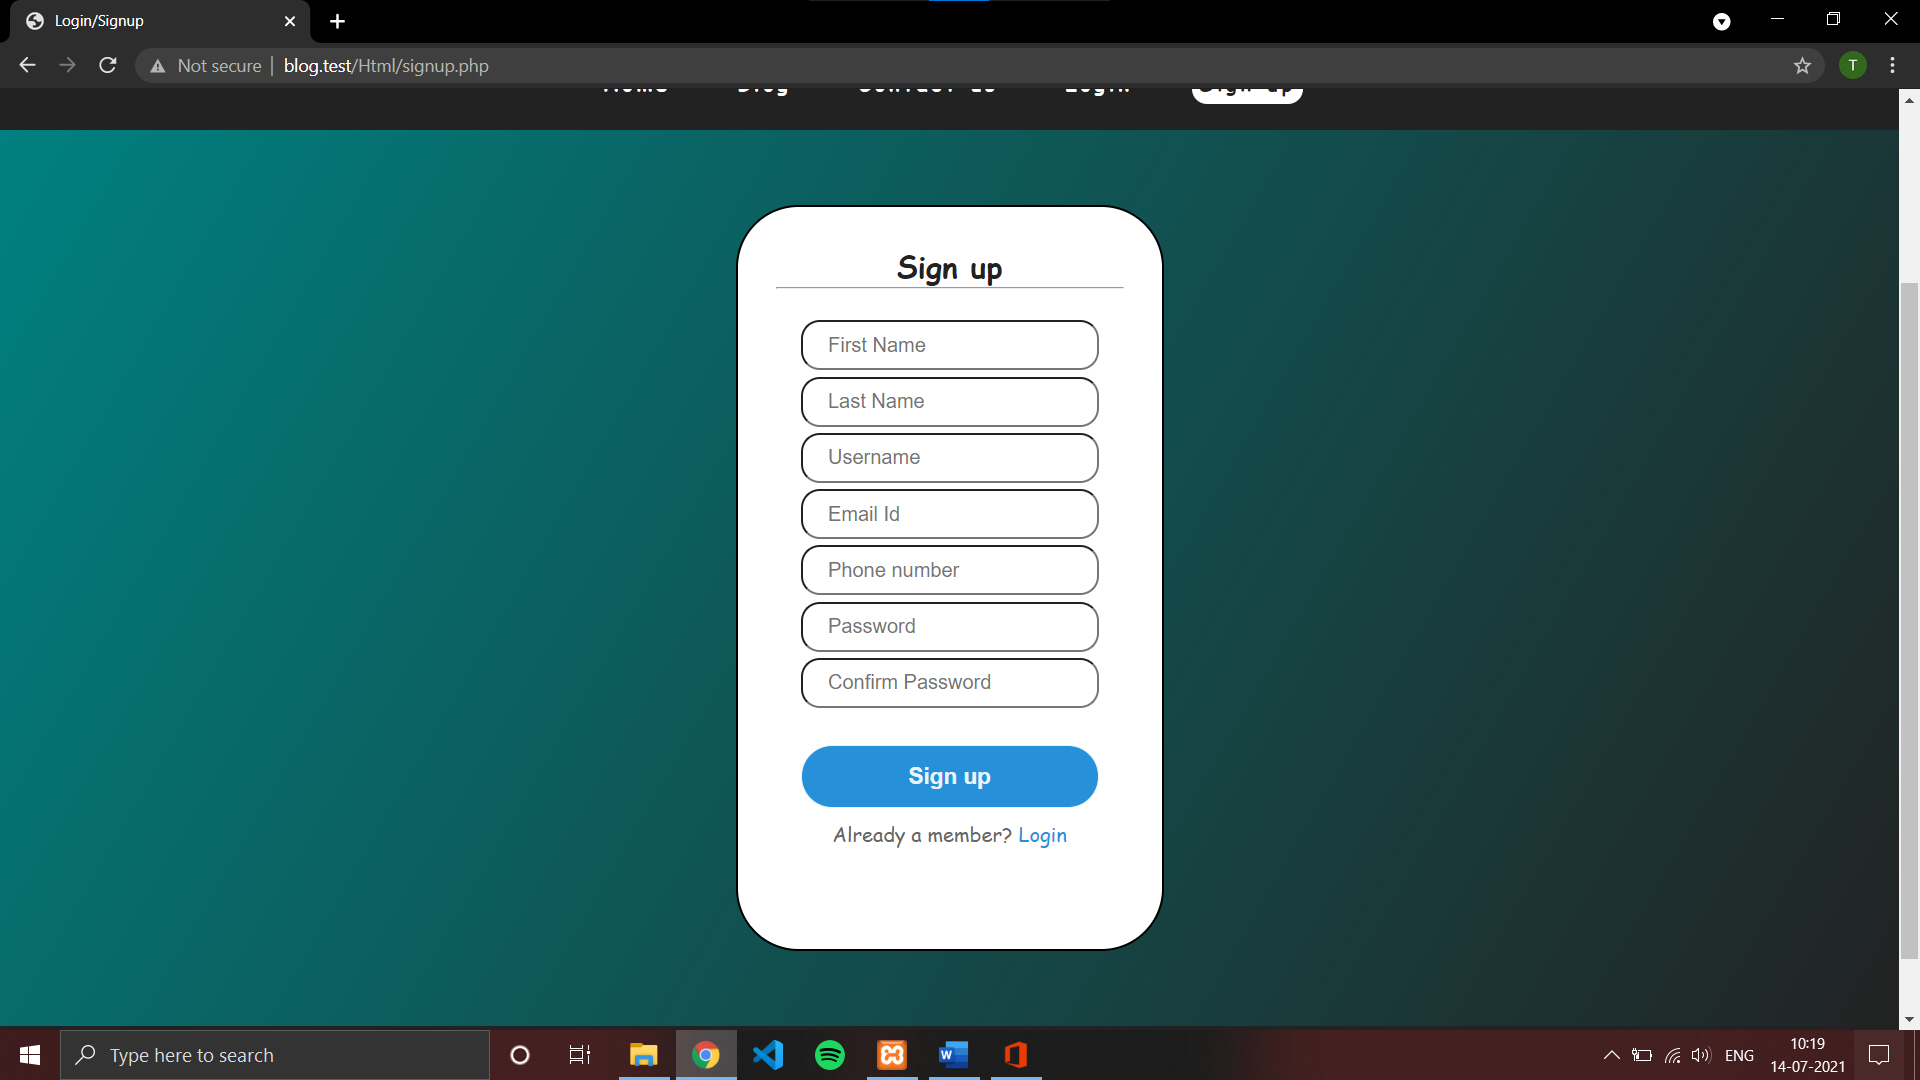 Login/Signup
Not secure blog.test/Html/signup.php
T
Sign up
First Name
Last Name
Username
Email Id
Phone number
Password
Confirm Password
Sign up
Already a member? Login
Type here to search
W
ENG
10:19
14-07-2021